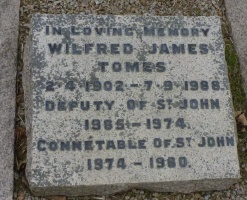 IN LOVING MEMORY
WILFRED JAMES
TOMES
2-4-1902 - 7-9-1986
DEPUTY OF ST JOHN
1965 - 1974.
CONNETABLE OF ST JOHN
1974 - 1980.